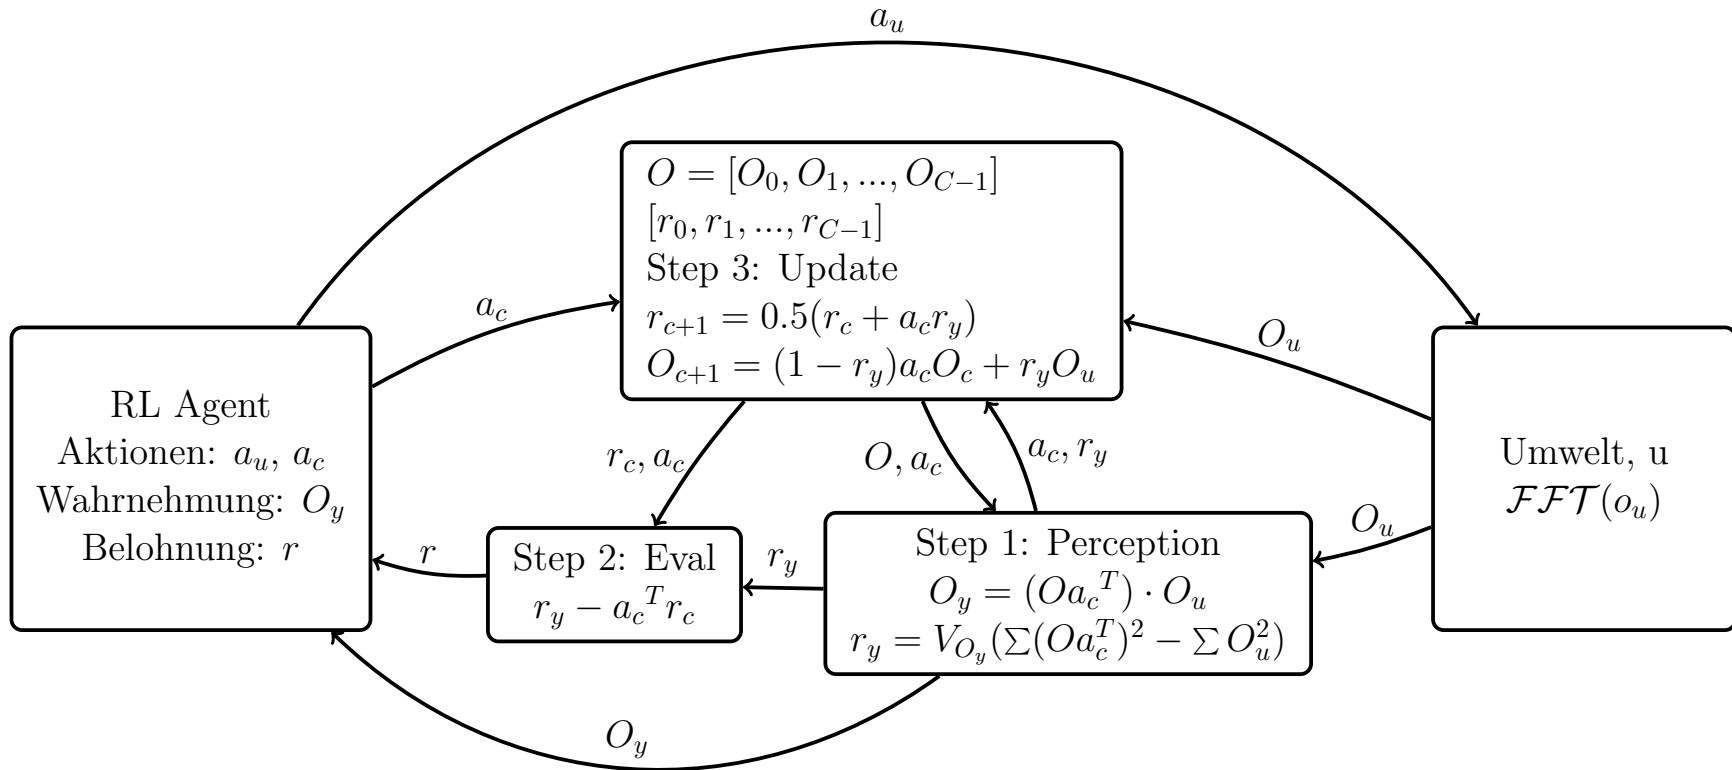 a_u
O = [O_0, O_1, ..., O_{C−1}]
[r_0, r_1, ..., r_{C−1}]
Step 3: Update
r_{c+1} = 0.5(r_c + a_c r_y)
O_{c+1} = (1 − r_y)a_c O_c + r_y O_u
a_c
O_u
RL Agent
Aktionen: a_u, a_c
Wahrnehmung: O_y
Belohnung: r
Umwelt, u
\mathcal{FFT}(o_u)
r_c, a_c
O, a_c
a_c, r_y
O_u
r
Step 2: Eval
r_y − a_c^T r_c
r_y
Step 1: Perception
O_y = (O a_c^T) · O_u
r_y = V_{O_y}(∑(O a_c^T)^2 − ∑ O_u^2)
O_y